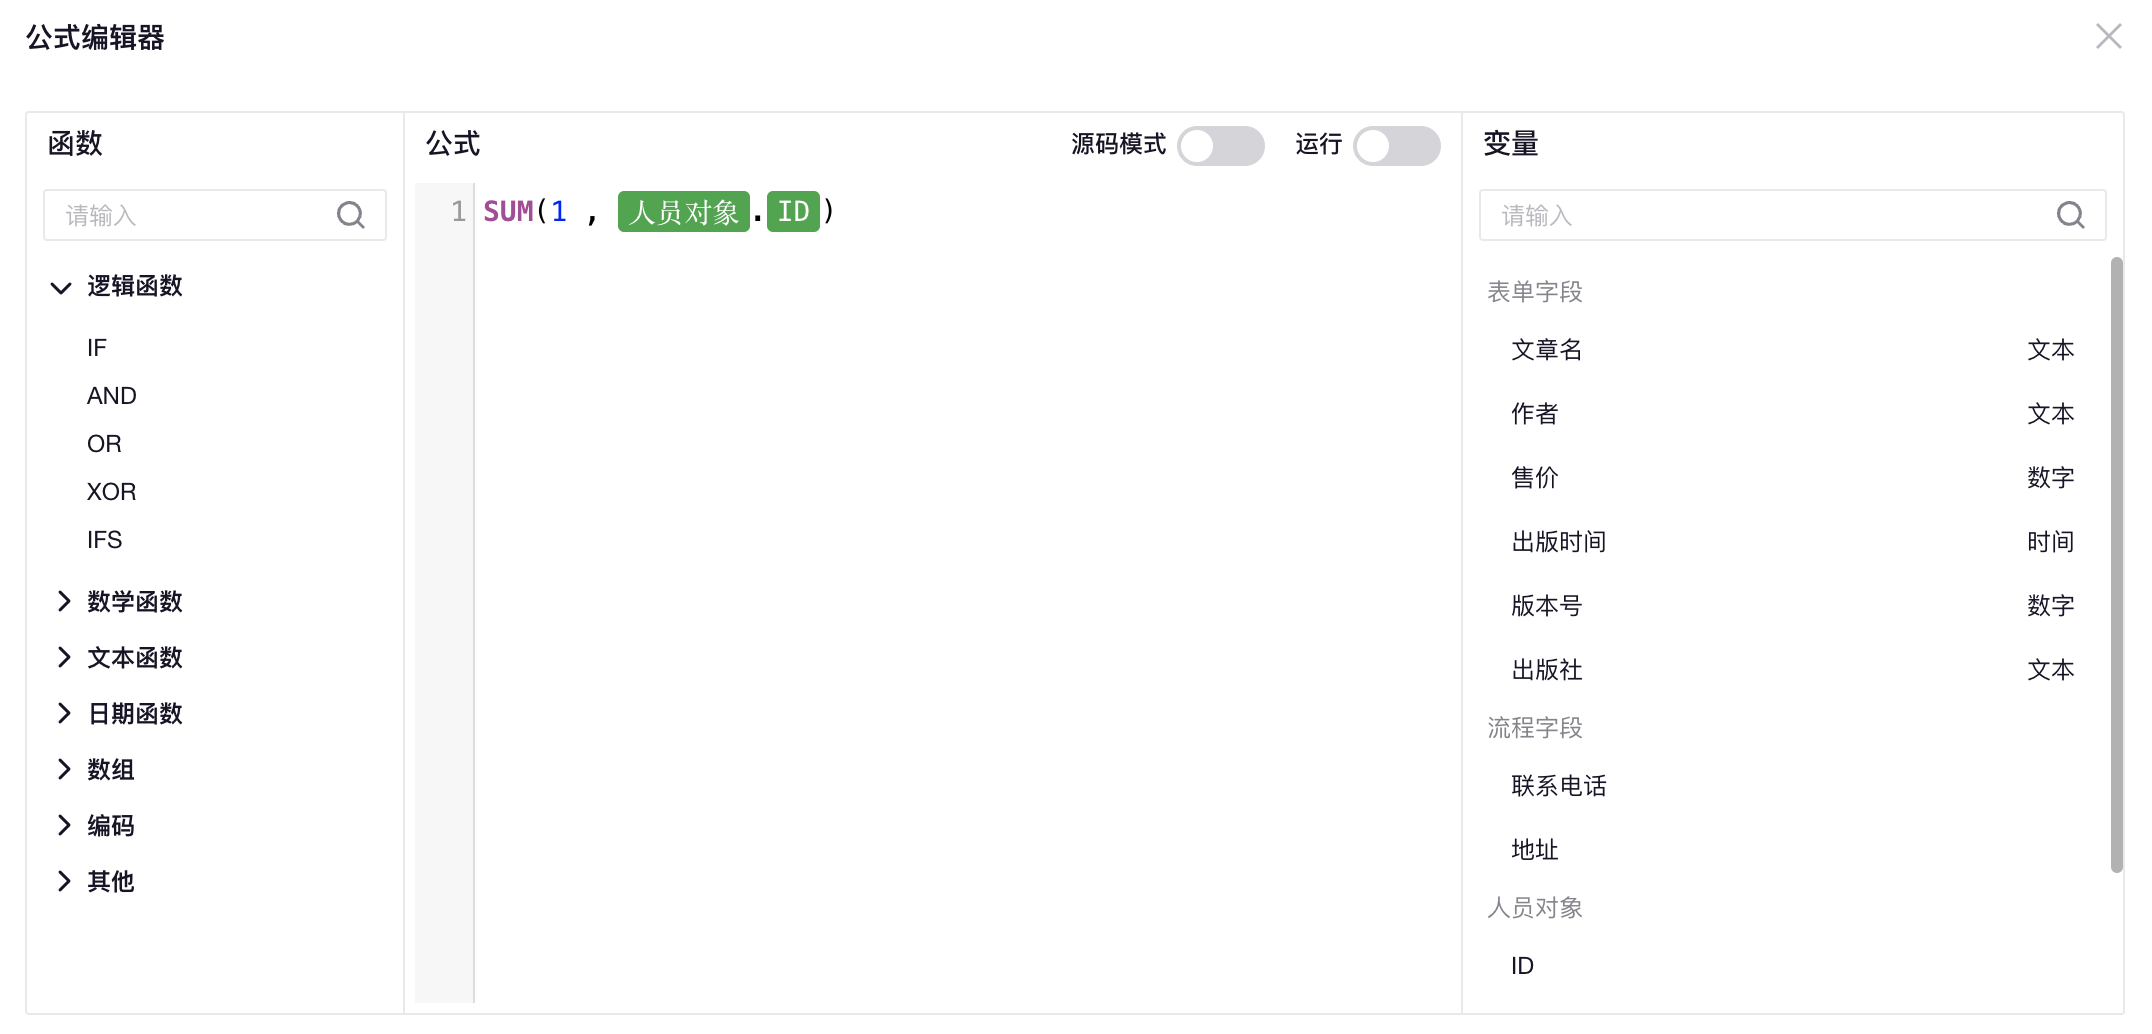 公式编辑器
函数
请输入
逻辑函数
IF
AND
OR
XOR
IFS
数学函数
文本函数
日期函数
数组
编码
其他
公式
源码模式
运行
1 SUM(1 , 人员对象.ID)
变量
请输入
表单字段
文章名 文本
作者 文本
售价 数字
出版时间 时间
版本号 数字
出版社 文本
流程字段
联系电话
地址
人员对象
ID